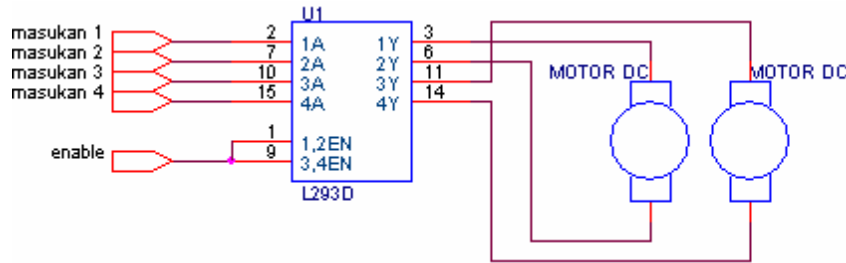 U1
masukan 1
masukan 2
masukan 3
masukan 4
enable
2
7
10
15
1
9
1A
2A
3A
4A
1,2EN
3,4EN
1Y
2Y
3Y
4Y
3
6
11
14
L293D
MOTOR DC
MOTOR DC